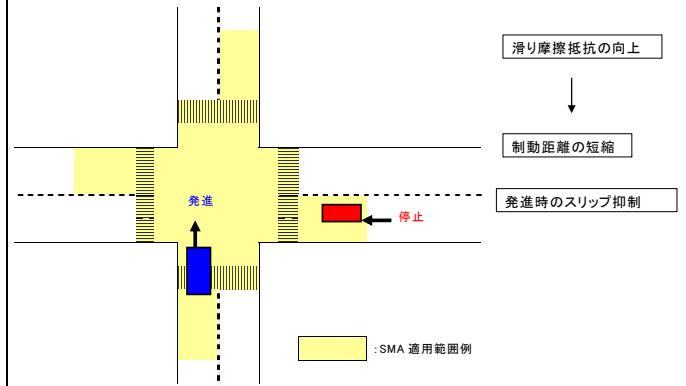 滑り摩擦抵抗の向上
制動距離の短縮
発進時のスリップ抑制
発進
停止
:SMA 適用範囲例